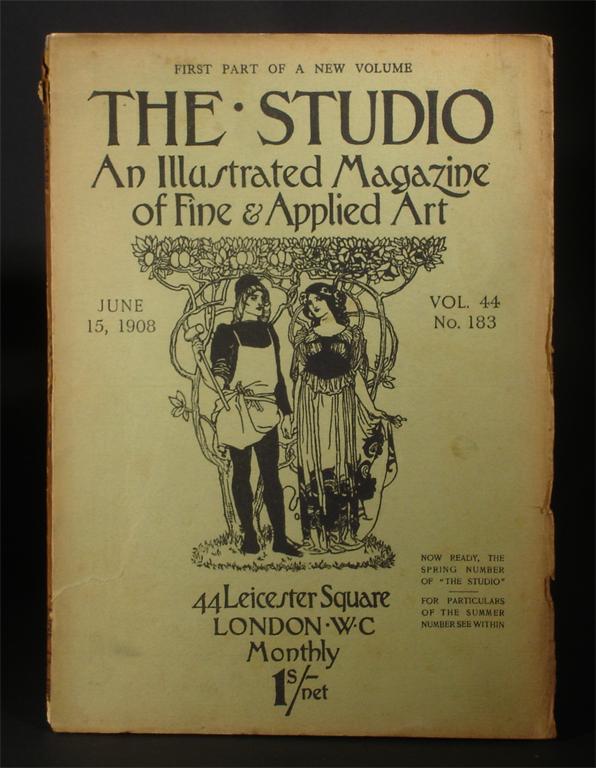 FIRST PART OF A NEW VOLUME
THE · STUDIO
An Illustrated Magazine
of Fine & Applied Art
JUNE
15, 1908
VOL. 44
No. 183
NOW READY, THE
SPRING NUMBER
OF "THE STUDIO"
FOR PARTICULARS
OF THE SUMMER
NUMBER SEE WITHIN
44 Leicester Square
LONDON · W · C
Monthly
1s/- net